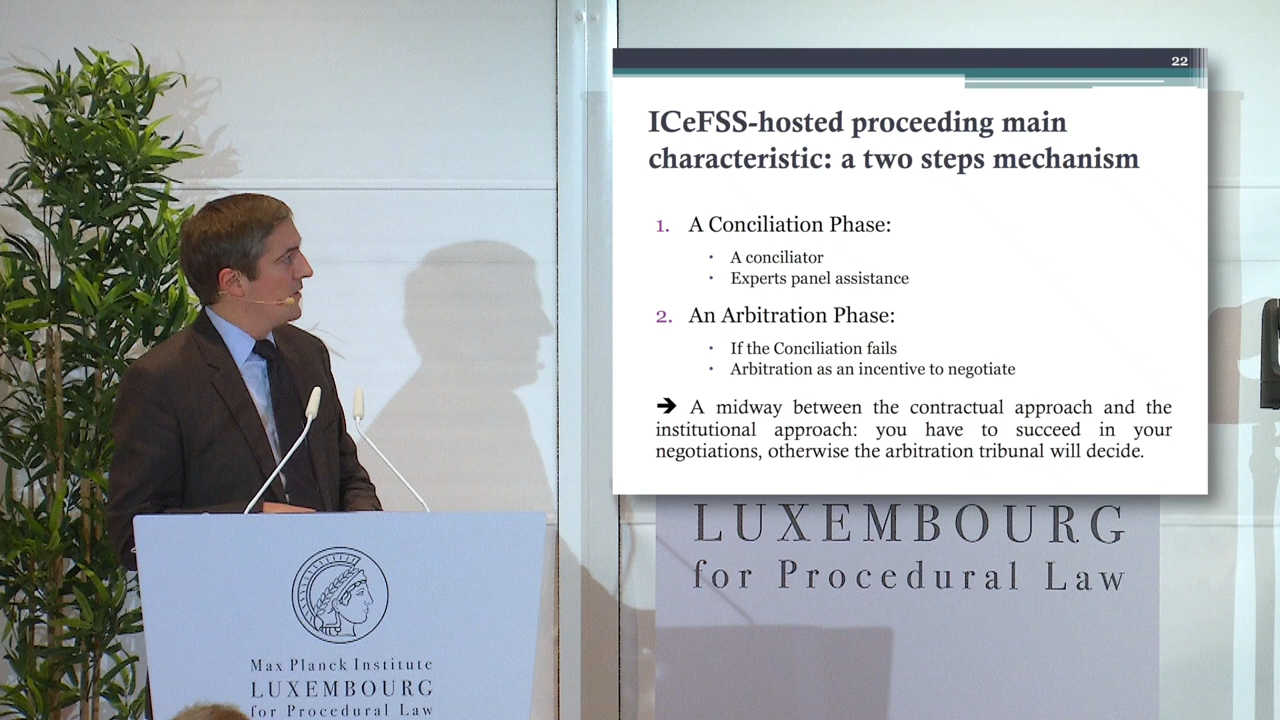 22
ICeFSS-hosted proceeding main
characteristic: a two steps mechanism
1. A Conciliation Phase:
· A conciliator
· Experts panel assistance
2. An Arbitration Phase:
· If the Conciliation fails
· Arbitration as an incentive to negotiate
➔ A midway between the contractual approach and the
institutional approach: you have to succeed in your
negotiations, otherwise the arbitration tribunal will decide.
LUXEMBOURG
for Procedural Law
Max Planck Institute
LUXEMBOURG
for Procedural Law